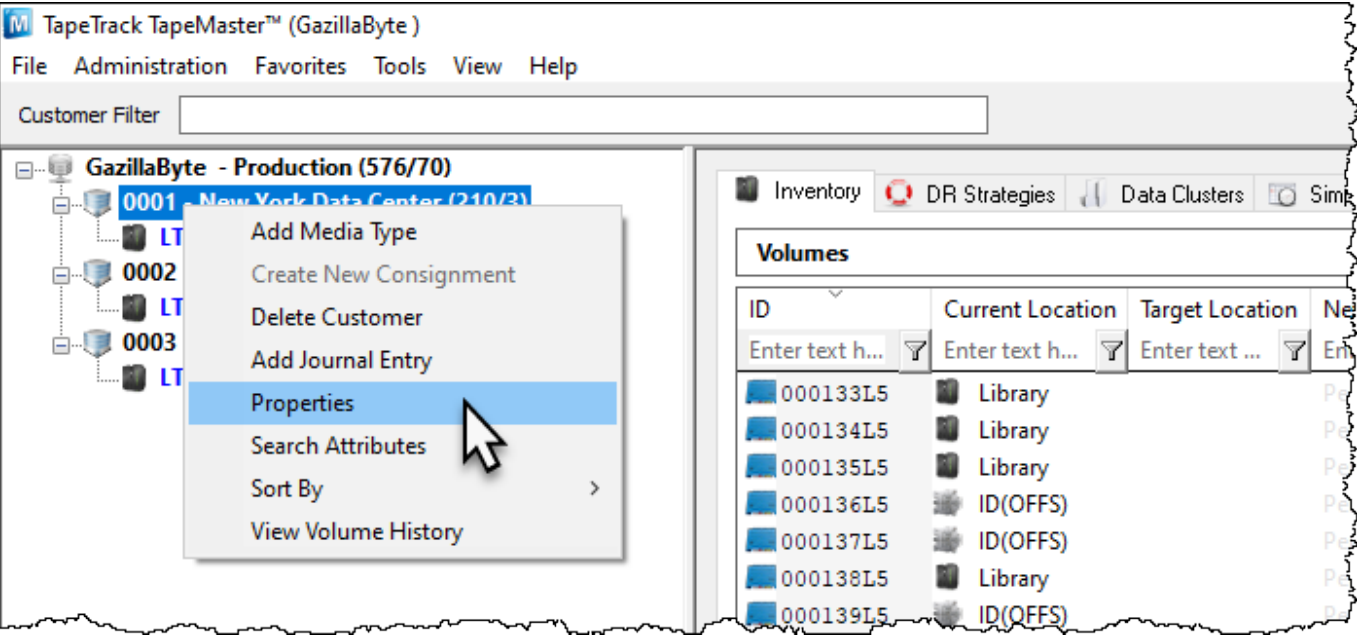 TapeTrack TapeMaster™ (GazillaByte )
File Administration Favorites Tools View Help
Customer Filter
GazillaByte - Production (576/70)
0001 - New York Data Center (210/3)
LT
0002
LT
0003
LT
Add Media Type
Create New Consignment
Delete Customer
Add Journal Entry
Properties
Search Attributes
Sort By
View Volume History
Inventory DR Strategies Data Clusters
Volumes
ID Current Location Target Location
Enter text h... Enter text h... Enter text ...
000133L5 Library
000134L5 Library
000135L5 Library
000136L5 ID(OFFS)
000137L5 ID(OFFS)
000138L5 Library
000139L5 ID(OFFS)